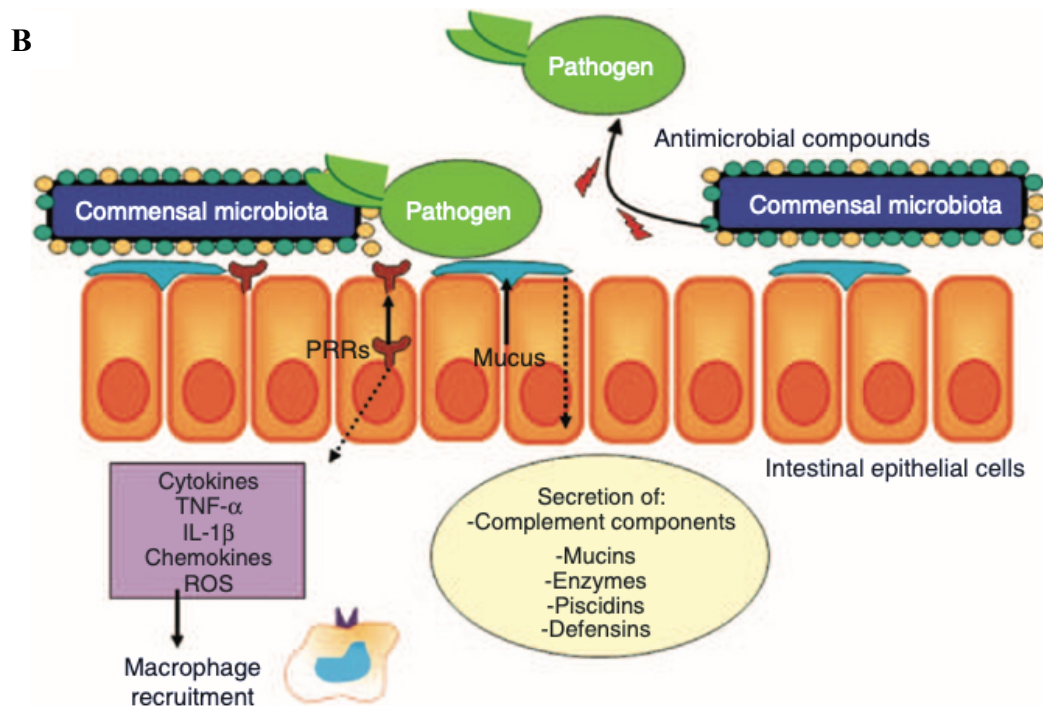 B
Pathogen
Antimicrobial compounds
Commensal microbiota
Pathogen
Commensal microbiota
PRRs
Mucus
Intestinal epithelial cells
Cytokines
TNF-α
IL-1β
Chemokines
ROS
Secretion of:
-Complement components
-Mucins
-Enzymes
-Piscidins
-Defensins
Macrophage
recruitment